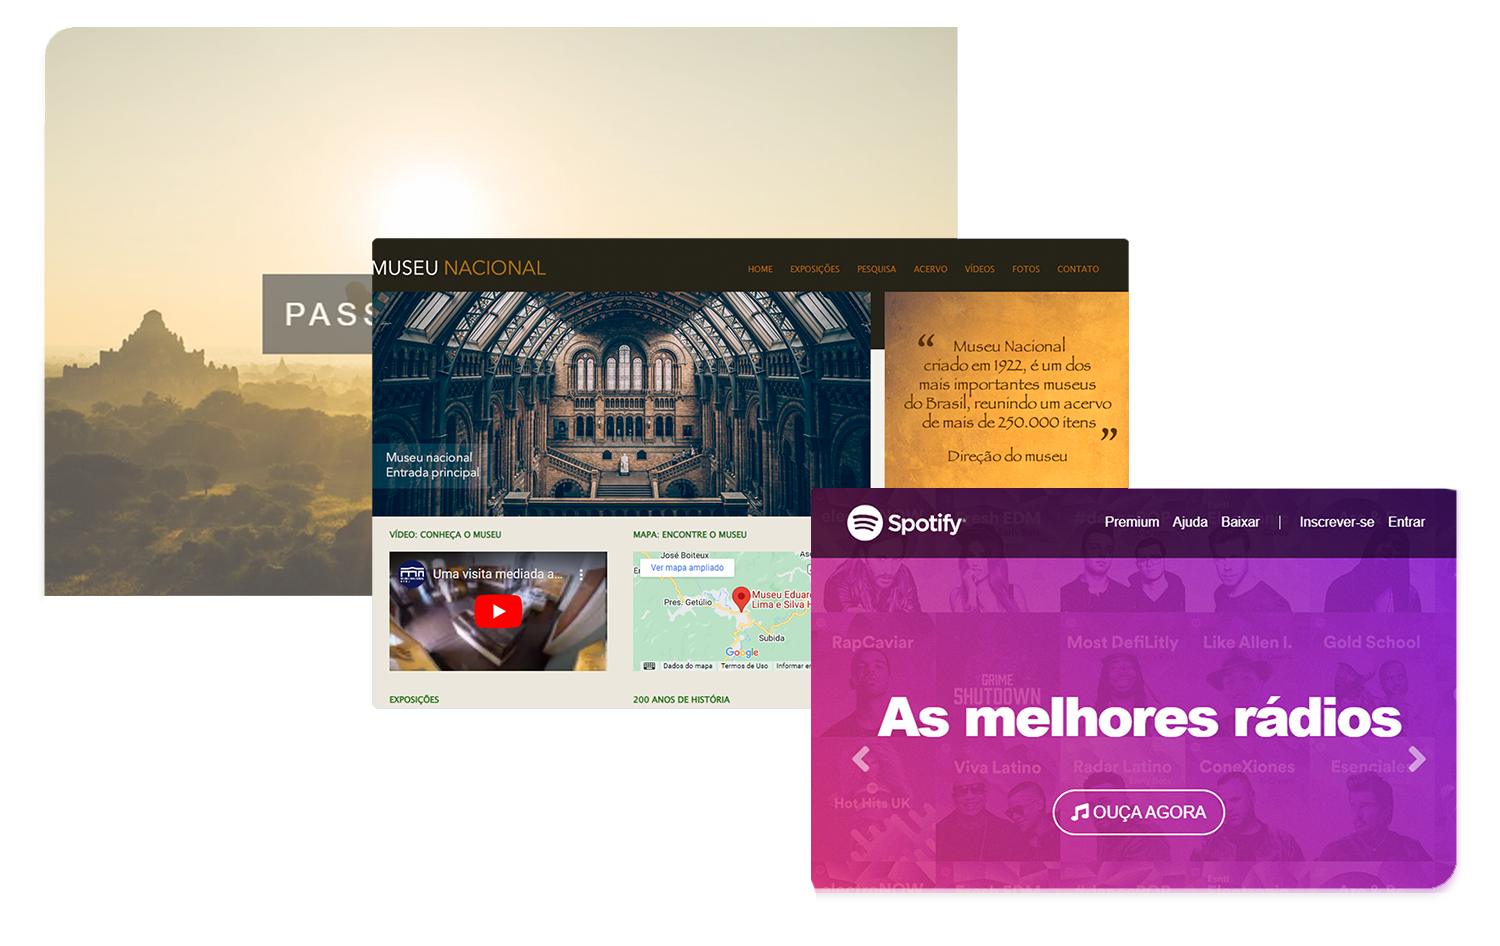 PASS
MUSEU NACIONAL
HOME EXPOSIÇÕES PESQUISA ACERVO VÍDEOS FOTOS CONTATO
“ Museu Nacional
criado em 1922, é um dos
mais importantes museus
do Brasil, reunindo um acervo
de mais de 250.000 itens ”
Direção do museu
Museu nacional
Entrada principal
VÍDEO: CONHEÇA O MUSEU
Uma visita mediada a...
MAPA: ENCONTRE O MUSEU
José Boiteux
Ver mapa ampliado
Pres. Getúlio
Museu Eduar
Lima e Silva H
Subida
Google
Dados do mapa Termos de Uso Informar er
EXPOSIÇÕES
200 ANOS DE HISTÓRIA
Spotify
Premium Ajuda Baixar | Inscrever-se Entrar
RapCaviar
Most DefiLitly
Like Allen I.
Gold School
GRIME
SHUTDOWN
As melhores rádios
Viva Latino
Radar Latino
ConeXiones
Esenciales
Hot Hits UK
OUÇA AGORA